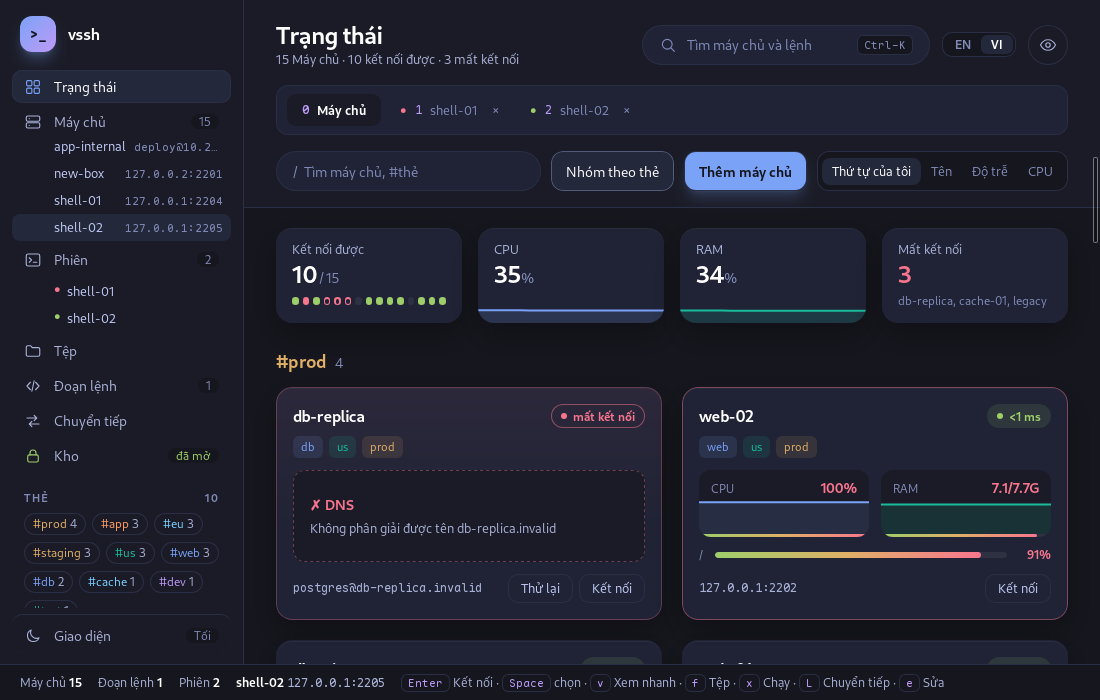 >_ vssh
Trạng thái
Máy chủ 15
app-internal deploy@10.2…
new-box 127.0.0.2:2201
shell-01 127.0.0.1:2204
shell-02 127.0.0.1:2205
Phiên 2
shell-01
shell-02
Tệp
Đoạn lệnh 1
Chuyển tiếp
Kho đã mở
THẺ 10
#prod 4 #app 3 #eu 3
#staging 3 #us 3 #web 3
#db 2 #cache 1 #dev 1
Giao diện Tối
Trạng thái
15 Máy chủ · 10 kết nối được · 3 mất kết nối
Tìm máy chủ và lệnh Ctrl-K
EN VI
0 Máy chủ 1 shell-01 × 2 shell-02 ×
/ Tìm máy chủ, #thẻ
Nhóm theo thẻ
Thêm máy chủ
Thứ tự của tôi Tên Độ trễ CPU
Kết nối được
10/15
CPU
35%
RAM
34%
Mất kết nối
3
db-replica, cache-01, legacy
#prod 4
db-replica mất kết nối
db us prod
✗ DNS
Không phân giải được tên db-replica.invalid
postgres@db-replica.invalid Thử lại Kết nối
web-02 <1 ms
web us prod
CPU 100% RAM 7.1/7.7G
/ 91%
127.0.0.1:2202 Kết nối
Máy chủ 15 Đoạn lệnh 1 Phiên 2 shell-02 127.0.0.1:2205 Enter Kết nối · Space chọn · v Xem nhanh · f Tệp · x Chạy · L Chuyển tiếp · e Sửa